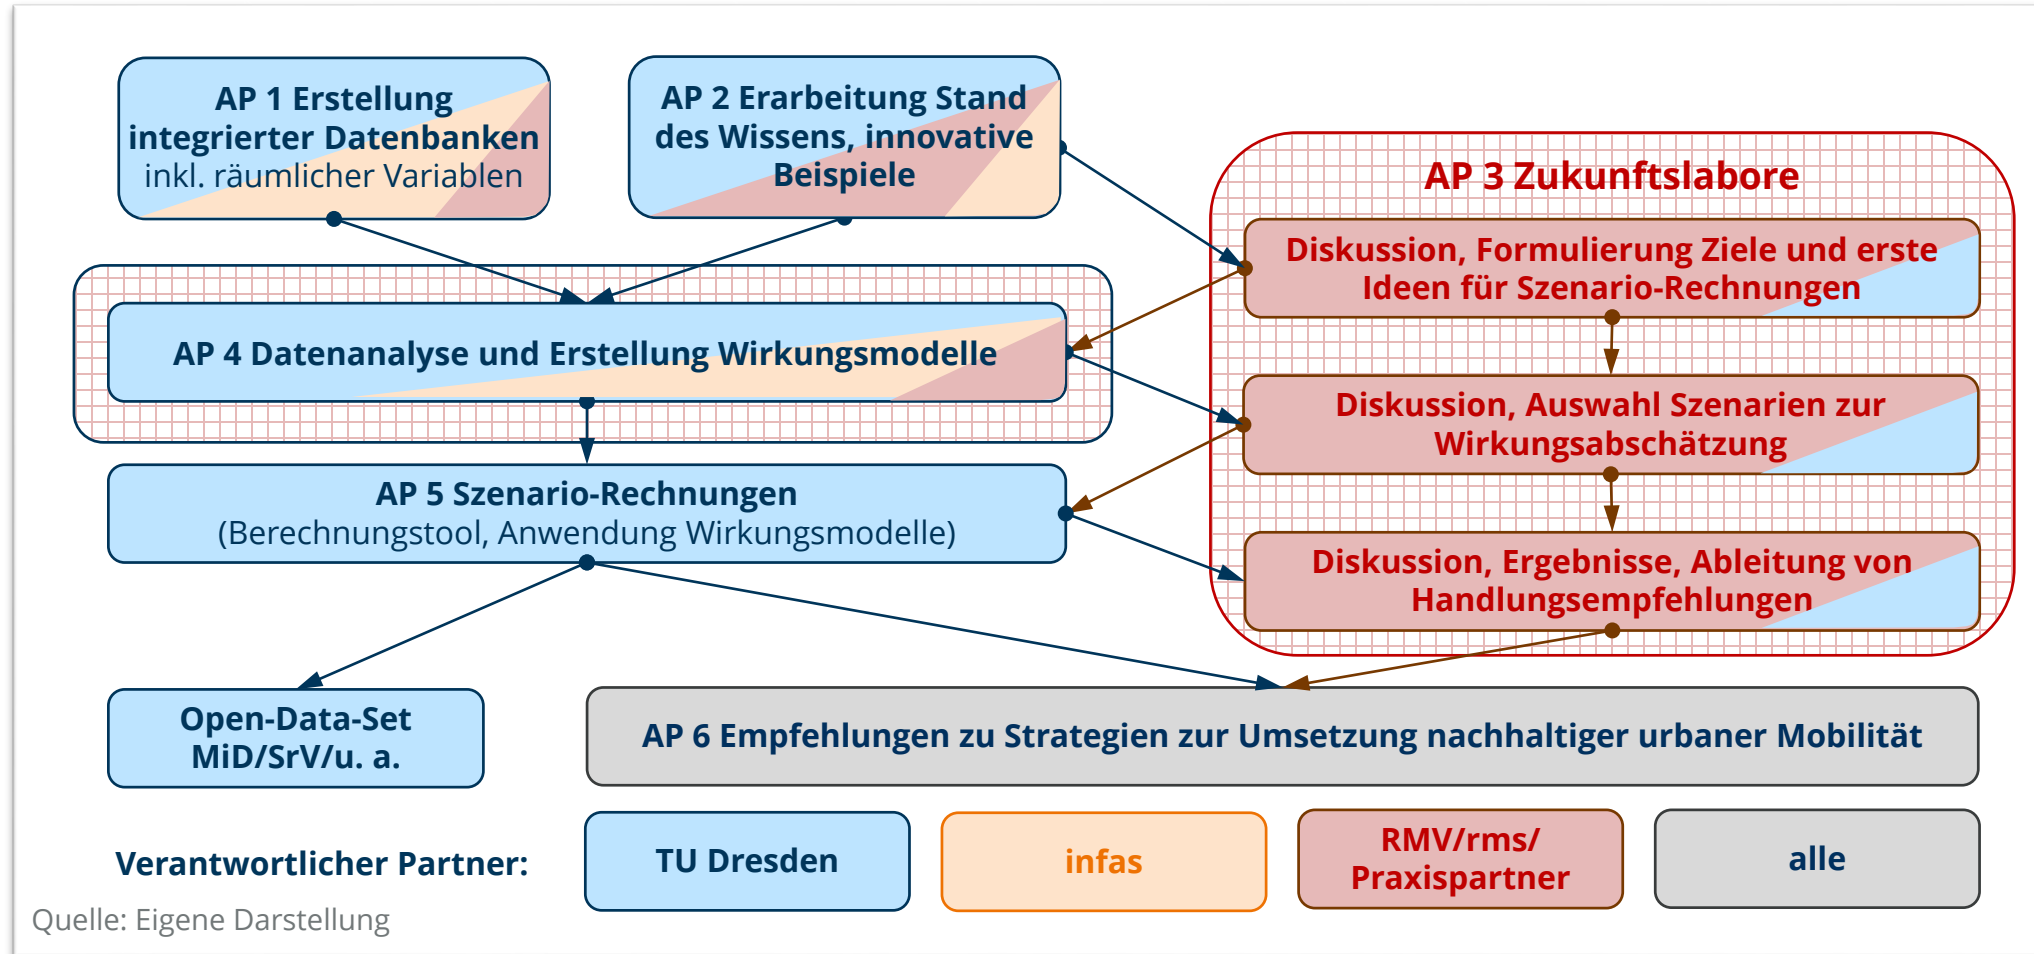 AP 1 Erstellung
integrierter Datenbanken
inkl. räumlicher Variablen
AP 2 Erarbeitung Stand
des Wissens, innovative
Beispiele
AP 3 Zukunftslabore
Diskussion, Formulierung Ziele und erste
Ideen für Szenario-Rechnungen
AP 4 Datenanalyse und Erstellung Wirkungsmodelle
Diskussion, Auswahl Szenarien zur
Wirkungsabschätzung
AP 5 Szenario-Rechnungen
(Berechnungstool, Anwendung Wirkungsmodelle)
Diskussion, Ergebnisse, Ableitung von
Handlungsempfehlungen
Open-Data-Set
MiD/SrV/u. a.
AP 6 Empfehlungen zu Strategien zur Umsetzung nachhaltiger urbaner Mobilität
Verantwortlicher Partner:
TU Dresden
infas
RMV/rms/
Praxispartner
alle
Quelle: Eigene Darstellung